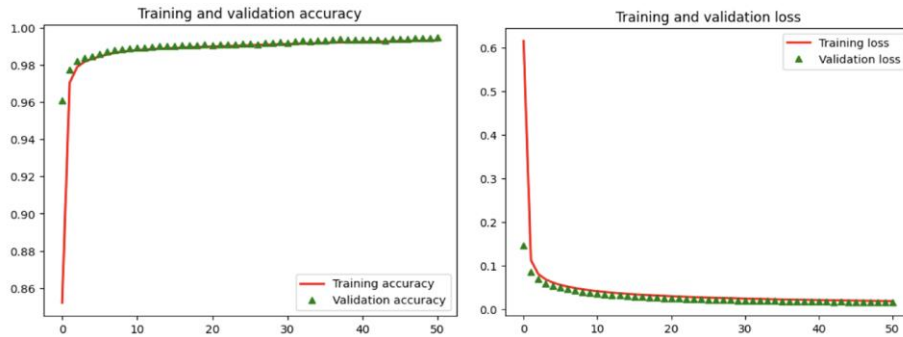 Training and validation accuracy
1.00
0.98
0.96
0.94
0.92
0.90
0.88
0.86
Training accuracy
Validation accuracy
0 10 20 30 40 50
Training and validation loss
0.6
0.5
0.4
0.3
0.2
0.1
0.0
Training loss
Validation loss
0 10 20 30 40 50